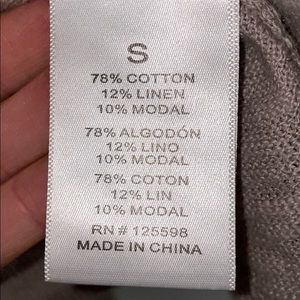 S
78% COTTON
12% LINEN
10% MODAL
78% ALGODÓN
12% LINO
10% MODAL
78% COTON
12% LIN
10% MODAL
RN # 125598
MADE IN CHINA